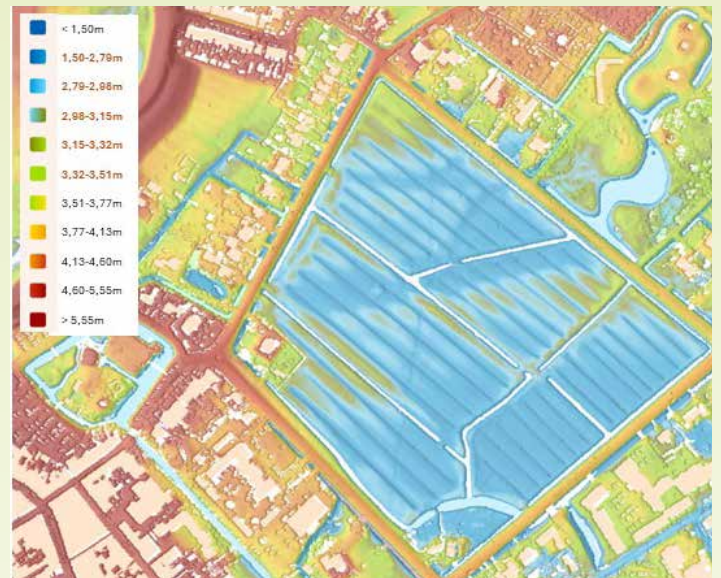 < 1,50m
1,50-2,79m
2,79-2,98m
2,98-3,15m
3,15-3,32m
3,32-3,51m
3,51-3,77m
3,77-4,13m
4,13-4,60m
4,60-5,55m
> 5,55m